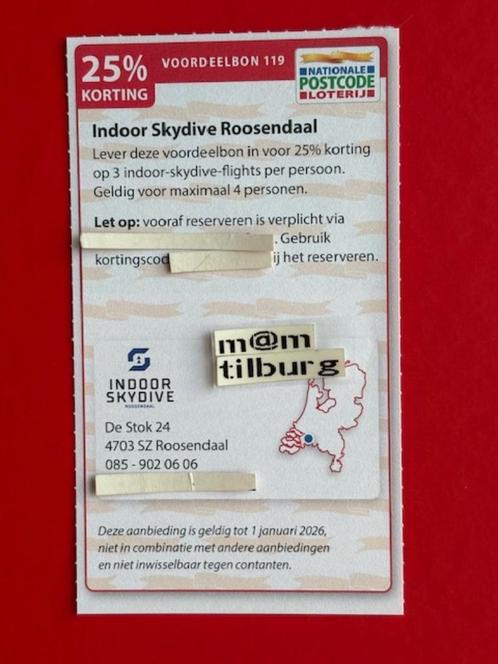 25%
KORTING
VOORDEELBON 119
NATIONALE
POSTCODE
LOTERIJ
Indoor Skydive Roosendaal
Lever deze voordeelbon in voor 25% korting
op 3 indoor-skydive-flights per persoon.
Geldig voor maximaal 4 personen.
Let op: vooraf reserveren is verplicht via
. Gebruik
kortingscod ij het reserveren.
m@m
tilburg
INDOOR
SKYDIVE
ROOSENDAAL
De Stok 24
4703 SZ Roosendaal
085 - 902 06 06
Deze aanbieding is geldig tot 1 januari 2026,
niet in combinatie met andere aanbiedingen
en niet inwisselbaar tegen contanten.